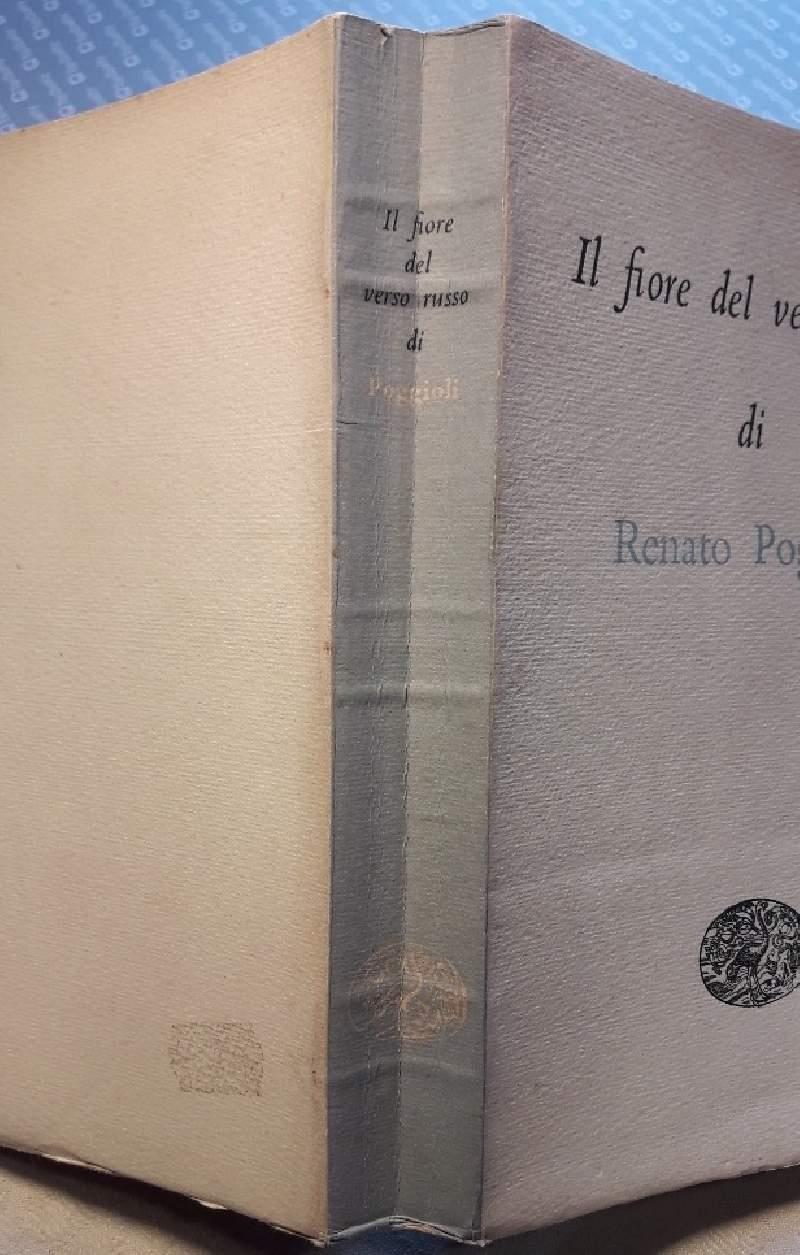 Il fiore
del
verso russo
di
Poggioli
Il fiore del ve
di
Renato Pog